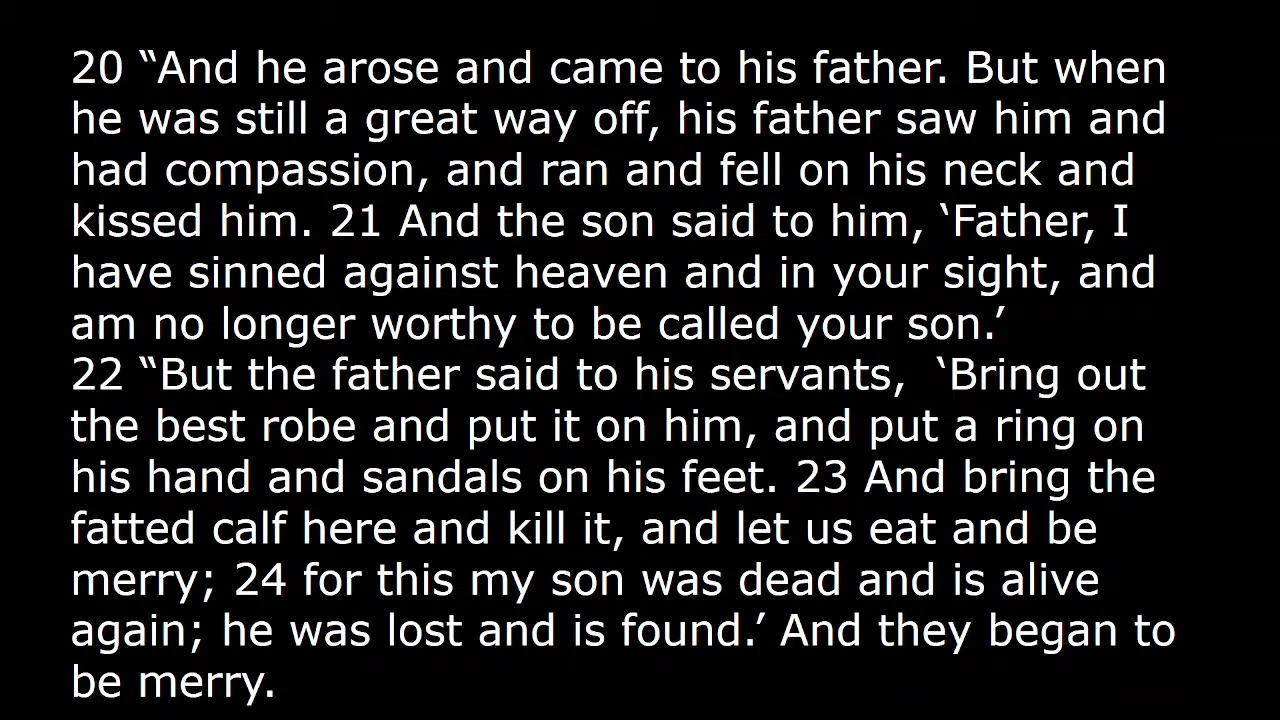 20 “And he arose and came to his father. But when
he was still a great way off, his father saw him and
had compassion, and ran and fell on his neck and
kissed him. 21 And the son said to him, ‘Father, I
have sinned against heaven and in your sight, and
am no longer worthy to be called your son.’
22 “But the father said to his servants,  ‘Bring out
the best robe and put it on him, and put a ring on
his hand and sandals on his feet. 23 And bring the
fatted calf here and kill it, and let us eat and be
merry; 24 for this my son was dead and is alive
again; he was lost and is found.’ And they began to
be merry.